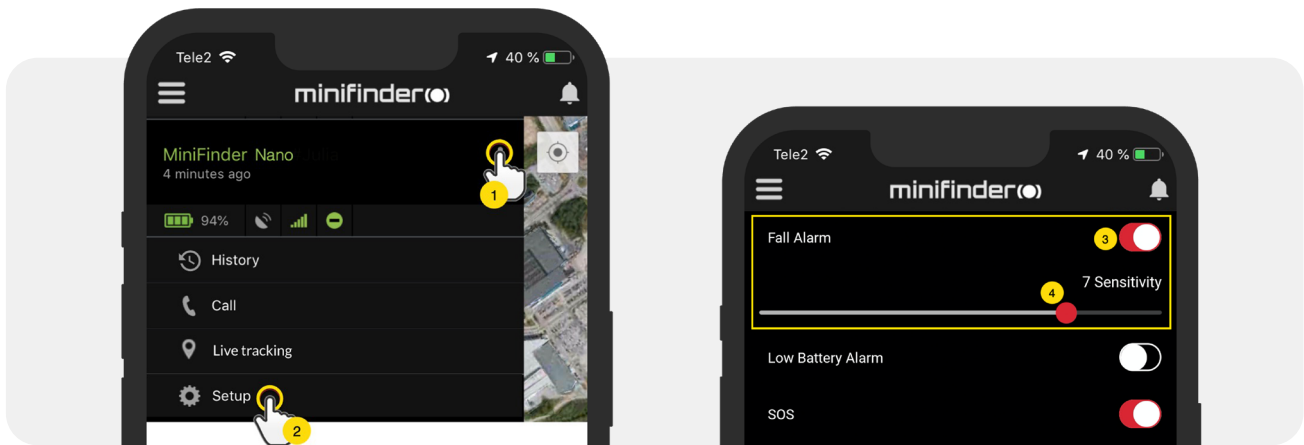 Tele2
40 %
minifinder
MiniFinder Nano
4 minutes ago
1
94%
History
Call
Live tracking
Setup
2
Tele2
40 %
minifinder
Fall Alarm
3
7 Sensitivity
4
Low Battery Alarm
SOS